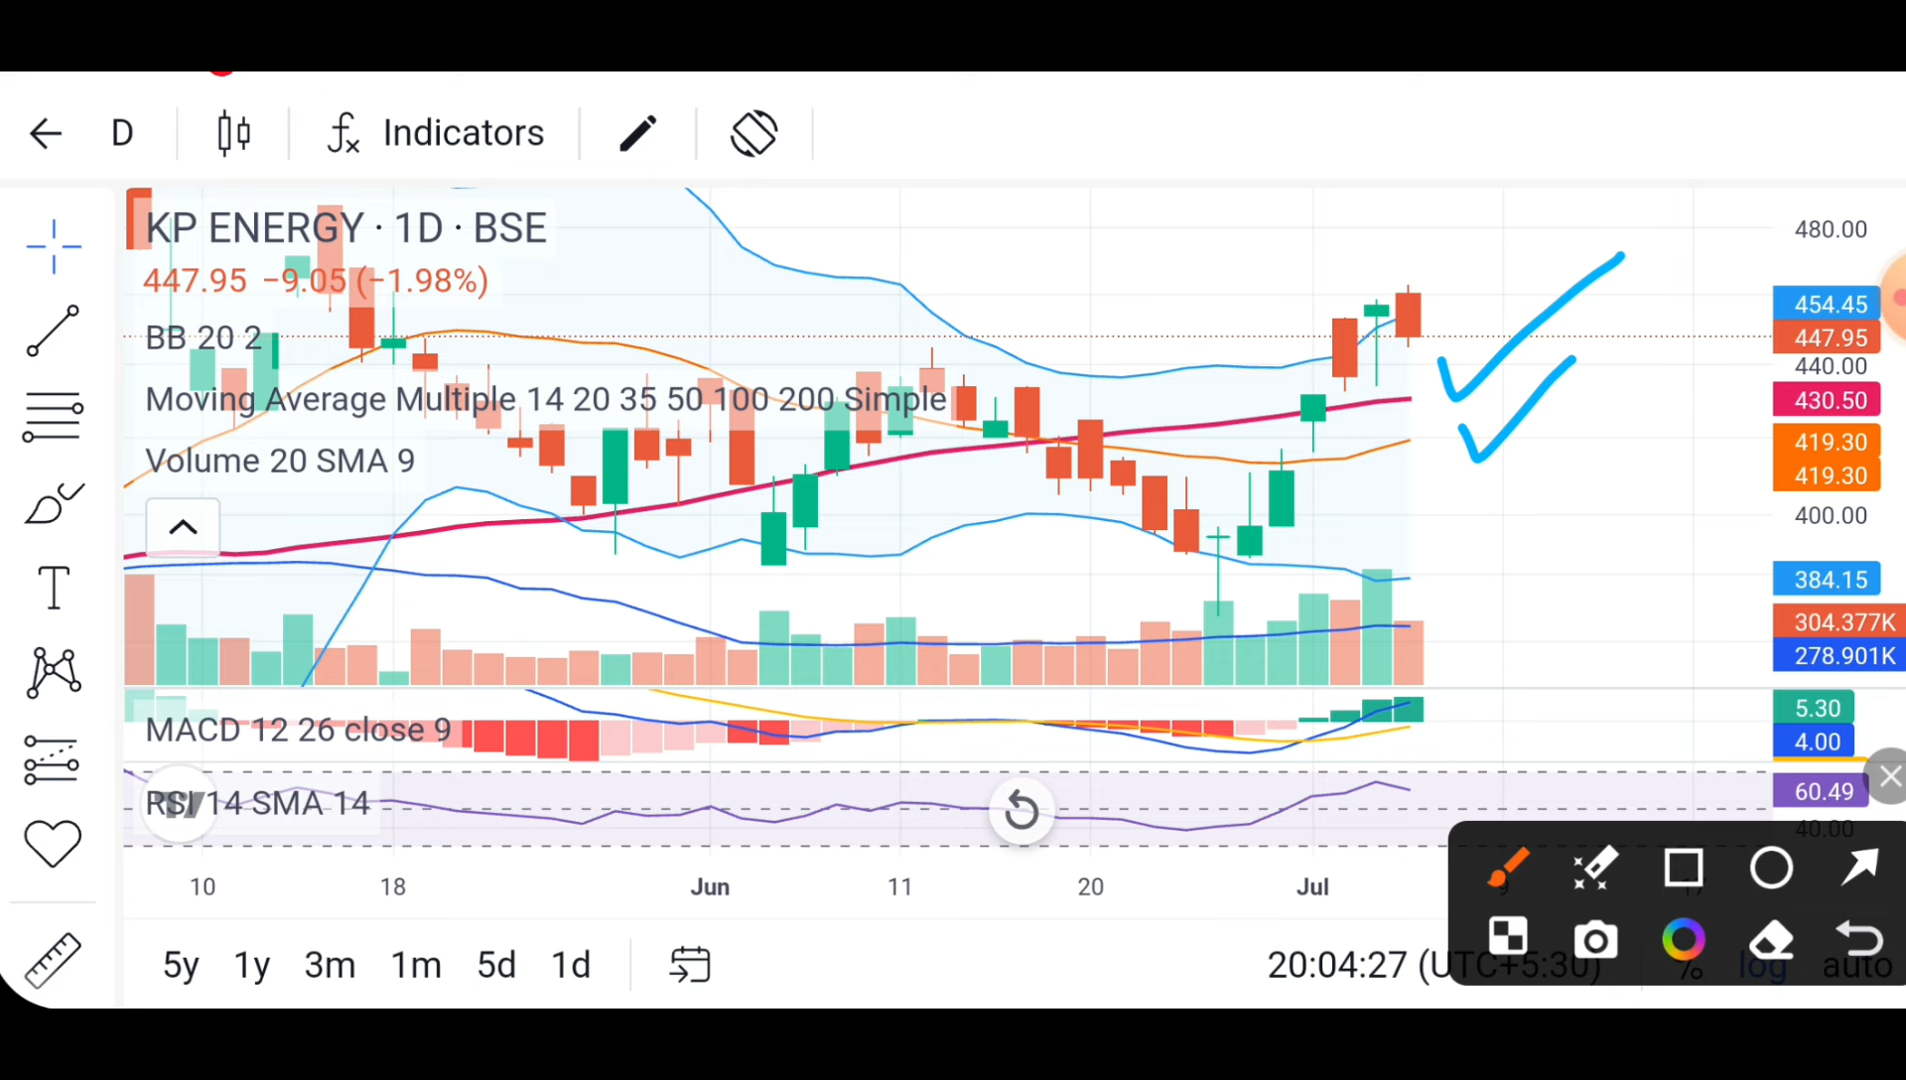 D Indicators
KP ENERGY · 1D · BSE
447.95 −9.05 (−1.98%)
BB 20 2
Moving Average Multiple 14 20 35 50 100 200 Simple
Volume 20 SMA 9
MACD 12 26 close 9
RSI 14 SMA 14
480.00
454.45
447.95
440.00
430.50
419.30
419.30
400.00
384.15
304.377K
278.901K
5.30
4.00
60.49
40.00
10 18 Jun 11 20 Jul 9 17
5y 1y 3m 1m 5d 1d 20:04:27 (UTC+5:30) % log auto